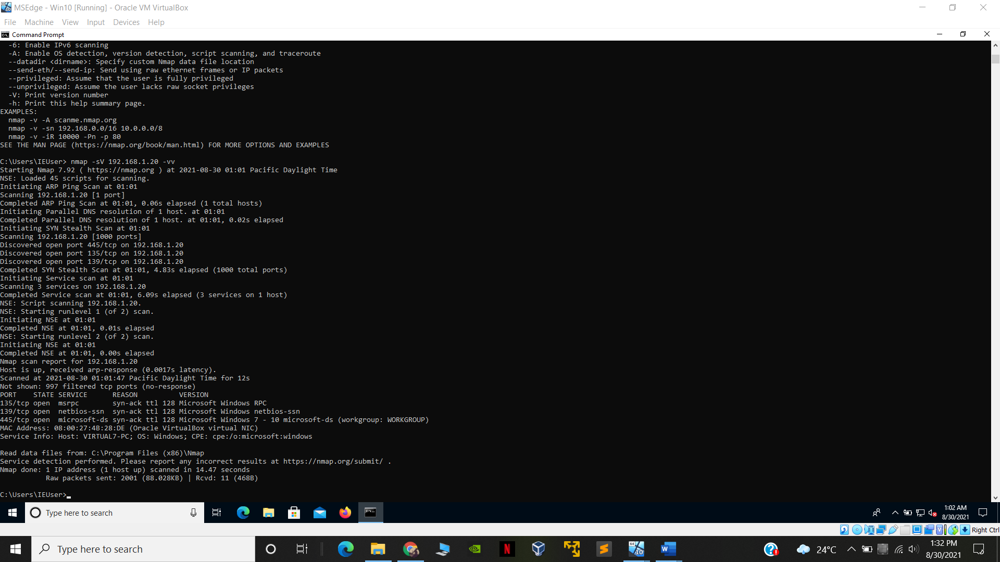 MSEdge - Win10 [Running] - Oracle VM VirtualBox
File Machine View Input Devices Help
Command Prompt
-6: Enable IPv6 scanning
-A: Enable OS detection, version detection, script scanning, and traceroute
--datadir <dirname>: Specify custom Nmap data file location
--send-eth/--send-ip: Send using raw ethernet frames or IP packets
--privileged: Assume that the user is fully privileged
--unprivileged: Assume the user lacks raw socket privileges
-V: Print version number
-h: Print this help summary page.
EXAMPLES:
nmap -v -A scanme.nmap.org
nmap -v -sn 192.168.0.0/16 10.0.0.0/8
nmap -v -iR 10000 -Pn -p 80
SEE THE MAN PAGE (https://nmap.org/book/man.html) FOR MORE OPTIONS AND EXAMPLES
C:\Users\IEUser> nmap -sV 192.168.1.20 -vv
Starting Nmap 7.92 ( https://nmap.org ) at 2021-08-30 01:01 Pacific Daylight Time
NSE: Loaded 45 scripts for scanning.
Initiating ARP Ping Scan at 01:01
Scanning 192.168.1.20 [1 port]
Completed ARP Ping Scan at 01:01, 0.06s elapsed (1 total hosts)
Initiating Parallel DNS resolution of 1 host. at 01:01
Completed Parallel DNS resolution of 1 host. at 01:01, 0.02s elapsed
Initiating SYN Stealth Scan at 01:01
Scanning 192.168.1.20 [1000 ports]
Discovered open port 445/tcp on 192.168.1.20
Discovered open port 135/tcp on 192.168.1.20
Discovered open port 139/tcp on 192.168.1.20
Completed SYN Stealth Scan at 01:01, 4.83s elapsed (1000 total ports)
Initiating Service scan at 01:01
Scanning 3 services on 192.168.1.20
Completed Service scan at 01:01, 6.09s elapsed (3 services on 1 host)
NSE: Script scanning 192.168.1.20.
NSE: Starting runlevel 1 (of 2) scan.
Initiating NSE at 01:01
Completed NSE at 01:01, 0.01s elapsed
NSE: Starting runlevel 2 (of 2) scan.
Initiating NSE at 01:01
Completed NSE at 01:01, 0.00s elapsed
Nmap scan report for 192.168.1.20
Host is up, received arp-response (0.0017s latency).
Scanned at 2021-08-30 01:01:47 Pacific Daylight Time for 12s
Not shown: 997 filtered tcp ports (no-response)
PORT STATE SERVICE REASON VERSION
135/tcp open msrpc syn-ack ttl 128 Microsoft Windows RPC
139/tcp open netbios-ssn syn-ack ttl 128 Microsoft Windows netbios-ssn
445/tcp open microsoft-ds syn-ack ttl 128 Microsoft Windows 7 - 10 microsoft-ds (workgroup: WORKGROUP)
MAC Address: 08:00:27:4B:28:DE (Oracle VirtualBox virtual NIC)
Service Info: Host: VIRTUAL7-PC; OS: Windows; CPE: cpe:/o:microsoft:windows
Read data files from: C:\Program Files (x86)\Nmap
Service detection performed. Please report any incorrect results at https://nmap.org/submit/ .
Nmap done: 1 IP address (1 host up) scanned in 14.47 seconds
Raw packets sent: 2001 (88.028KB) | Rcvd: 11 (468B)
C:\Users\IEUser>
Type here to search
1:02 AM
8/30/2021
Right Ctrl
Type here to search
24°C
1:32 PM
8/30/2021